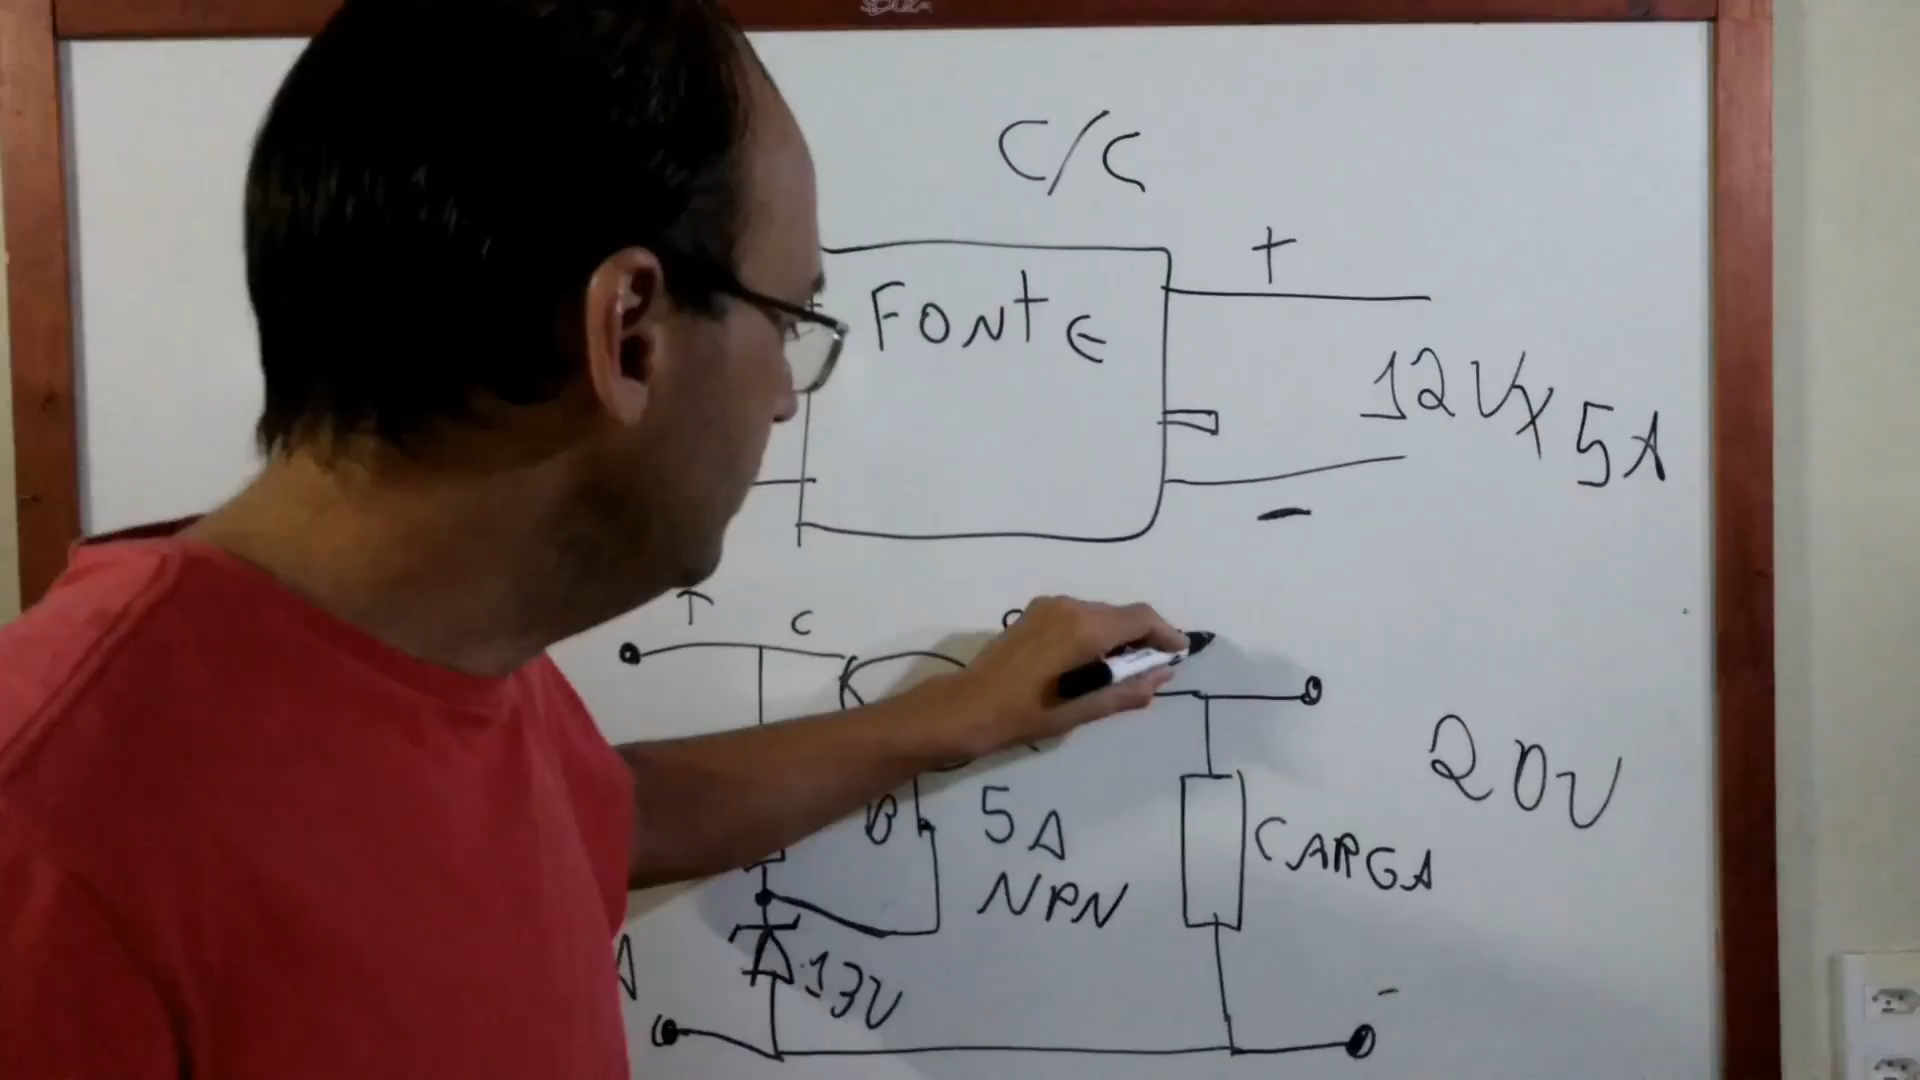 C/C
FONTE
+
12V x 5A
-
C
B
5A
NPN
CARGA
20V
13V
-